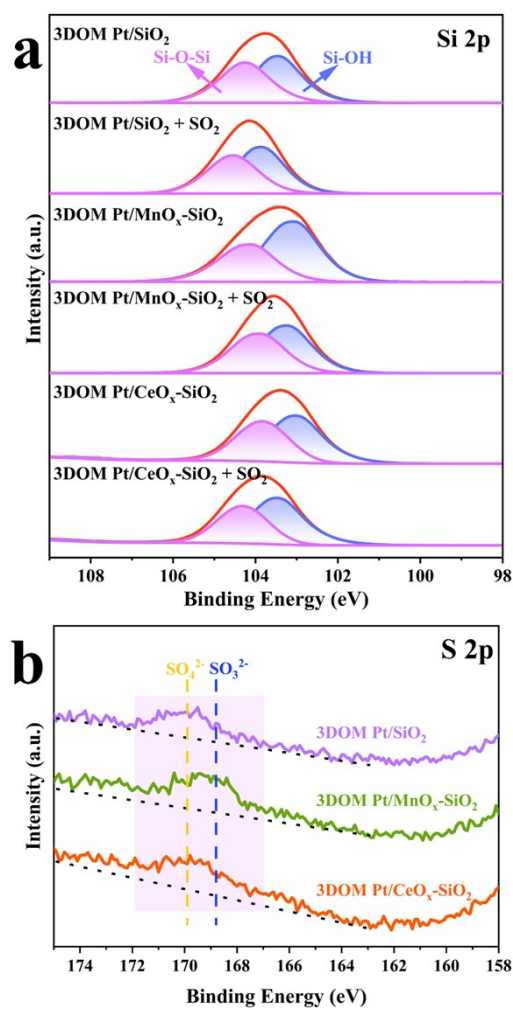 a
Si 2p
3DOM Pt/SiO₂
Si-O-Si
Si-OH
3DOM Pt/SiO₂ + SO₂
3DOM Pt/MnOₓ-SiO₂
3DOM Pt/MnOₓ-SiO₂ + SO₂
3DOM Pt/CeOₓ-SiO₂
3DOM Pt/CeOₓ-SiO₂ + SO₂
Intensity (a.u.)
108 106 104 102 100 98
Binding Energy (eV)
b
S 2p
SO₄²⁻ SO₃²⁻
3DOM Pt/SiO₂
3DOM Pt/MnOₓ-SiO₂
3DOM Pt/CeOₓ-SiO₂
Intensity (a.u.)
174 172 170 168 166 164 162 160 158
Binding Energy (eV)